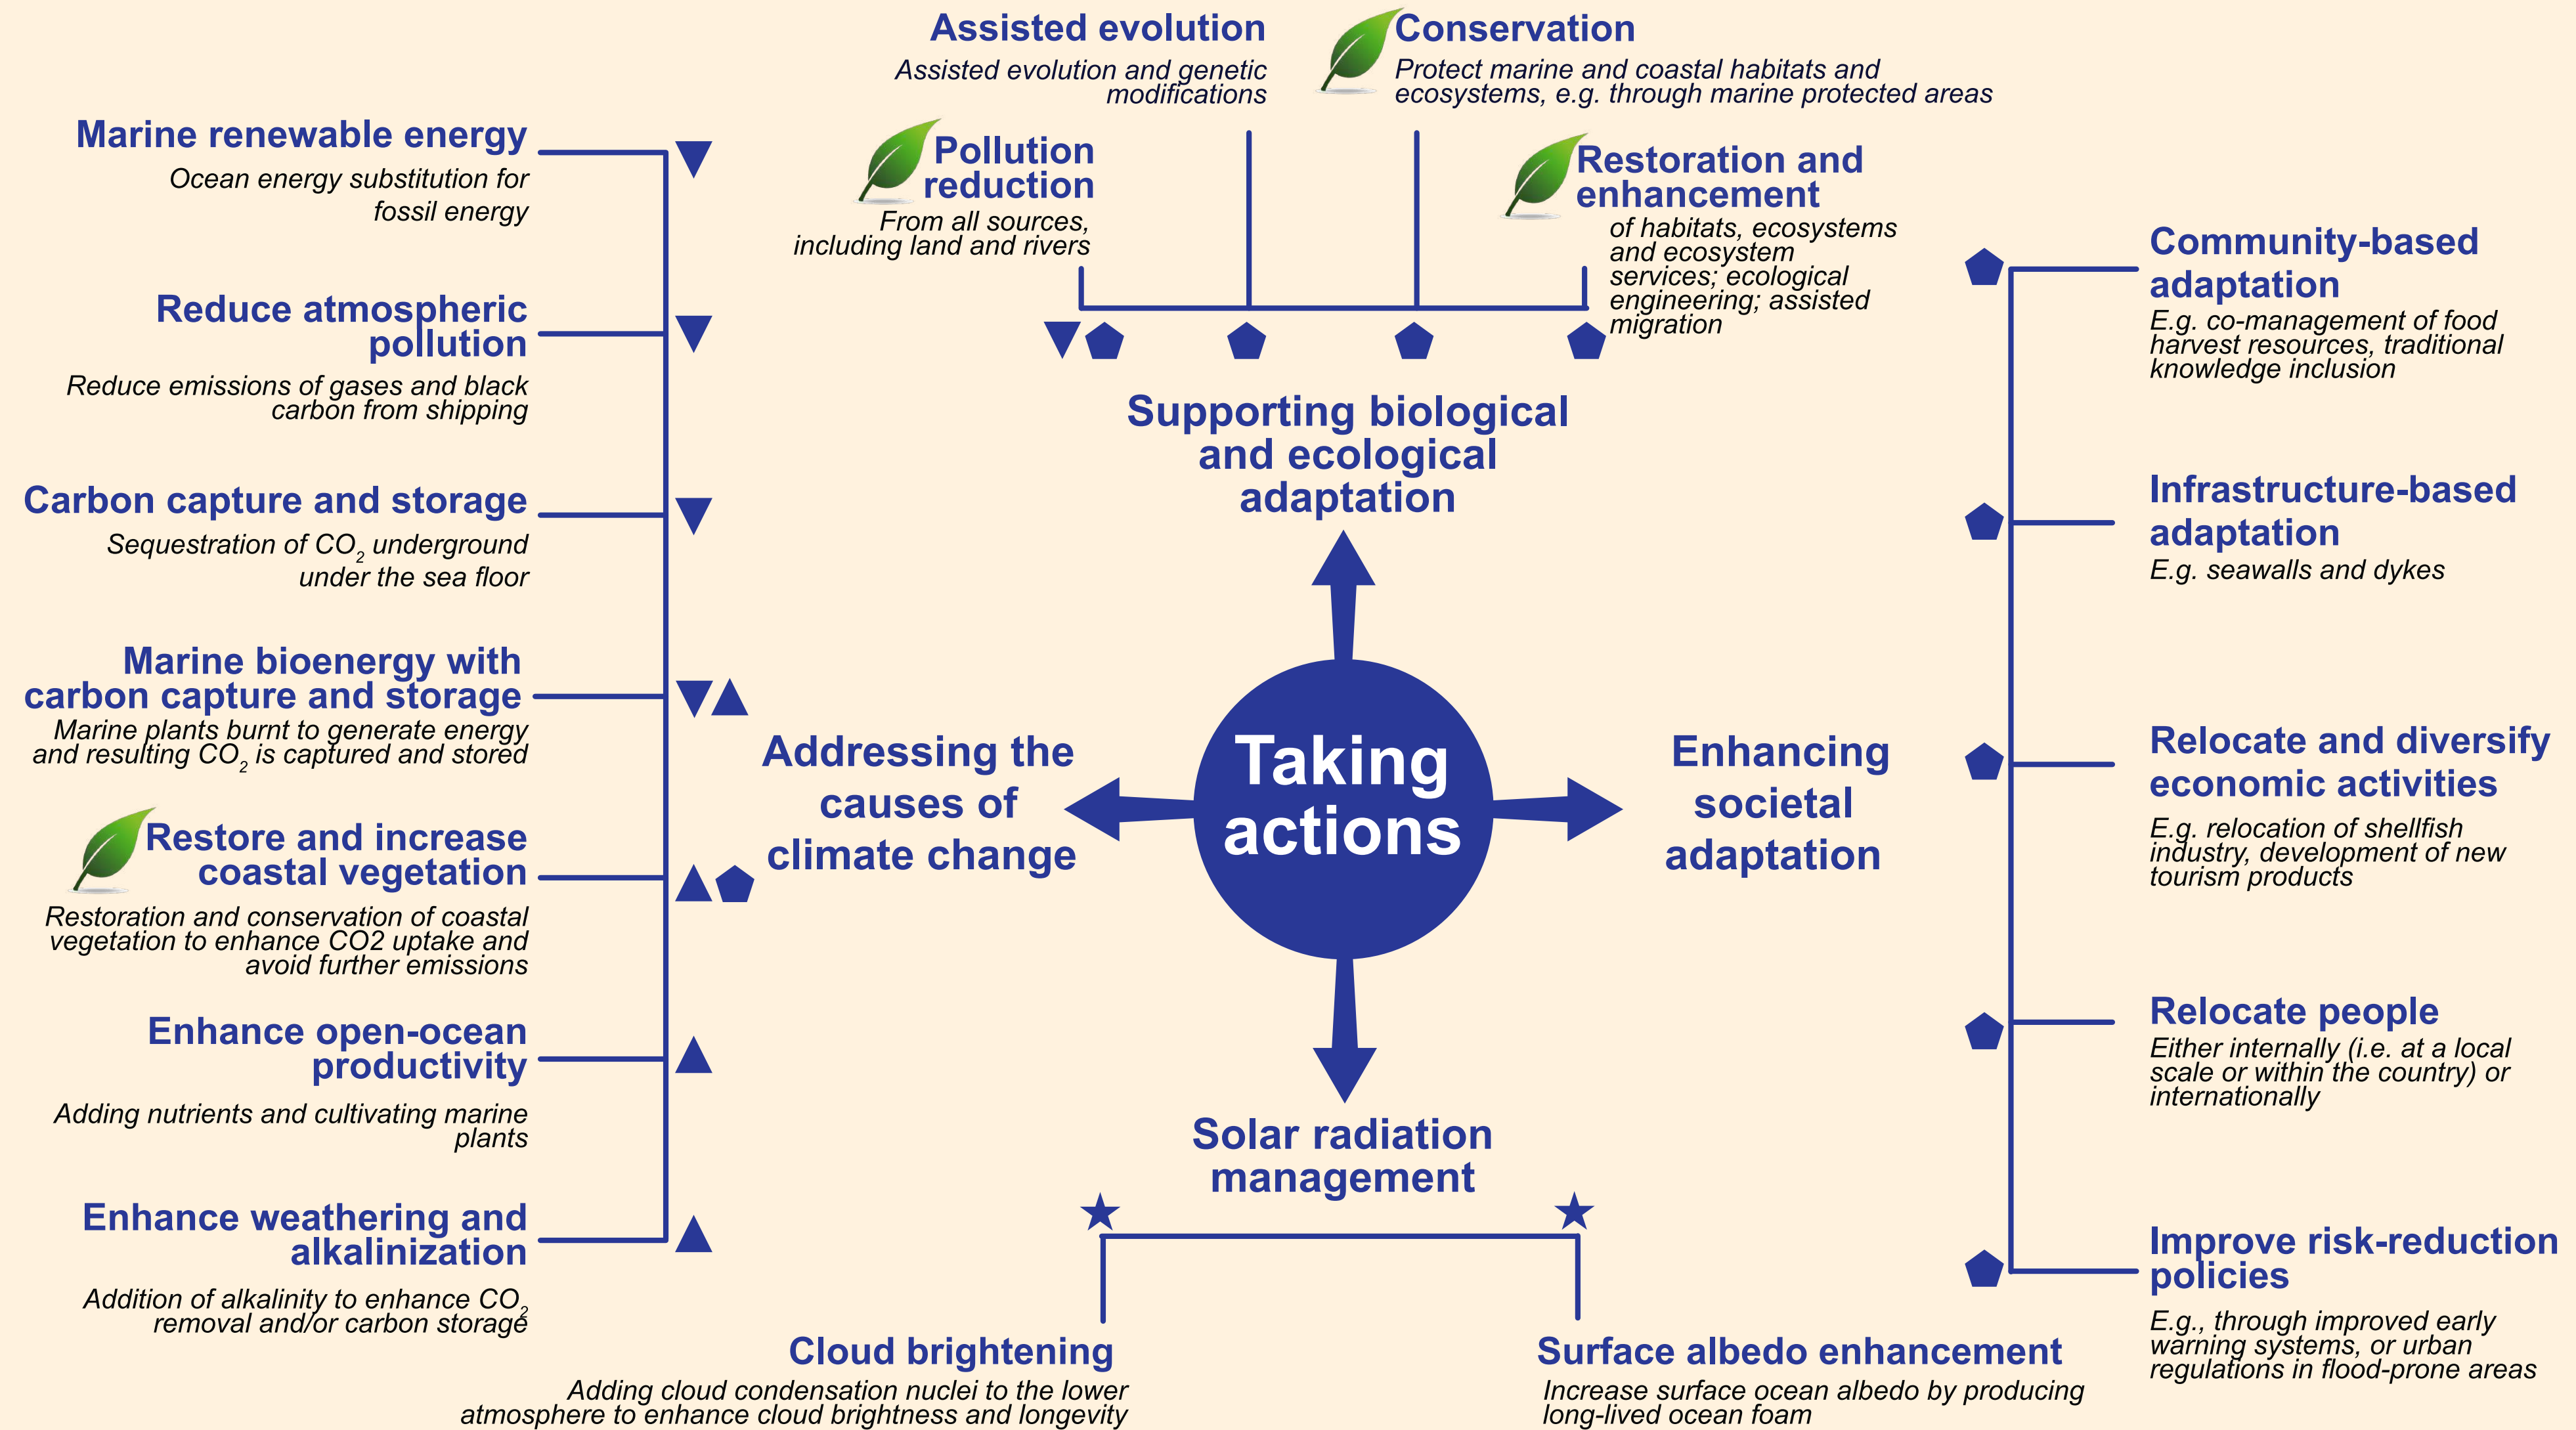 Assisted evolution
Assisted evolution and genetic
modifications
Conservation
Protect marine and coastal habitats and
ecosystems, e.g. through marine protected areas
Pollution
reduction
From all sources,
including land and rivers
Restoration and
enhancement
of habitats, ecosystems
and ecosystem
services; ecological
engineering; assisted
migration
Supporting biological
and ecological
adaptation
Marine renewable energy
Ocean energy substitution for
fossil energy
Reduce atmospheric
pollution
Reduce emissions of gases and black
carbon from shipping
Carbon capture and storage
Sequestration of CO₂ underground
under the sea floor
Marine bioenergy with
carbon capture and storage
Marine plants burnt to generate energy
and resulting CO₂ is captured and stored
Restore and increase
coastal vegetation
Restoration and conservation of coastal
vegetation to enhance CO2 uptake and
avoid further emissions
Enhance open-ocean
productivity
Adding nutrients and cultivating marine
plants
Enhance weathering and
alkalinization
Addition of alkalinity to enhance CO₂
removal and/or carbon storage
Addressing the
causes of
climate change
Taking
actions
Enhancing
societal
adaptation
Community-based
adaptation
E.g. co-management of food
harvest resources, traditional
knowledge inclusion
Infrastructure-based
adaptation
E.g. seawalls and dykes
Relocate and diversify
economic activities
E.g. relocation of shellfish
industry, development of new
tourism products
Relocate people
Either internally (i.e. at a local
scale or within the country) or
internationally
Improve risk-reduction
policies
E.g., through improved early
warning systems, or urban
regulations in flood-prone areas
Solar radiation
management
Cloud brightening
Adding cloud condensation nuclei to the lower
atmosphere to enhance cloud brightness and longevity
Surface albedo enhancement
Increase surface ocean albedo by producing
long-lived ocean foam